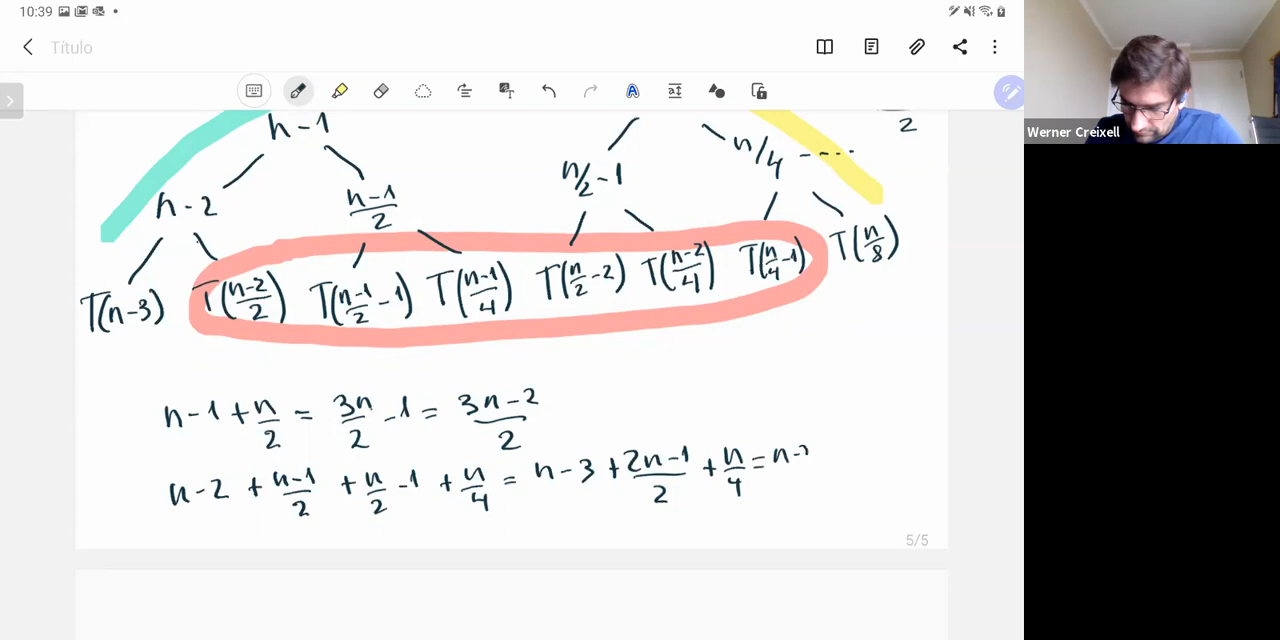 10:39
Título
Werner Creixell
n-1
2
n/2 -1
n/4 ----
n-2
n-1
2
T(n-3) T(n-2/2) T(n-1/2 -1) T(n-1/4) T(n/2 -2) T(n-2/4) T(n/4 -1) T(n/8)
n-1 + n/2 = 3n/2 -1 = 3n-2/2
n-2 + n-1/2 + n/2 -1 + n/4 = n-3 + 2n-1/2 + n/4 = n-
5/5